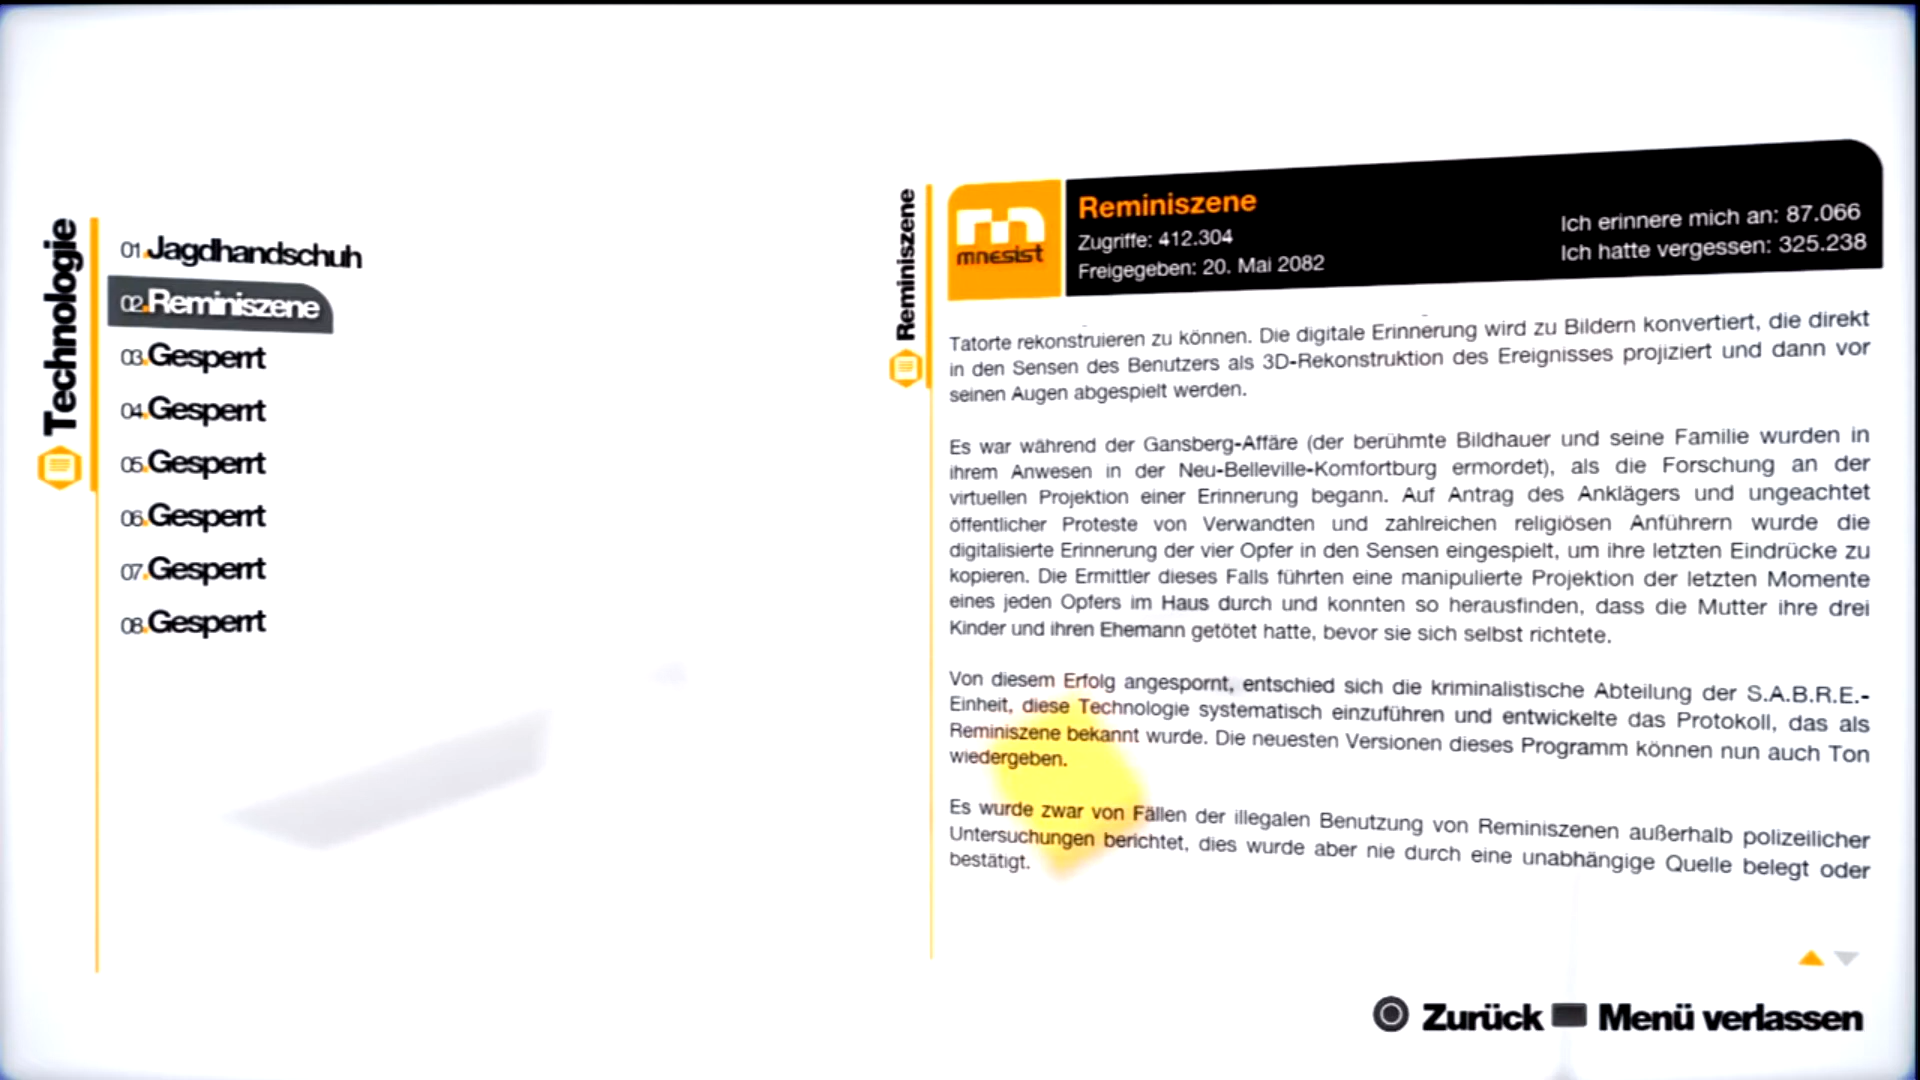 Technologie
01.Jagdhandschuh
02.Reminiszene
03.Gesperrt
04.Gesperrt
05.Gesperrt
06.Gesperrt
07.Gesperrt
08.Gesperrt
Reminiszene
mnesist
Reminiszene
Zugriffe: 412.304
Freigegeben: 20. Mai 2082
Ich erinnere mich an: 87.066
Ich hatte vergessen: 325.238
Tatorte rekonstruieren zu können. Die digitale Erinnerung wird zu Bildern konvertiert, die direkt
in den Sensen des Benutzers als 3D-Rekonstruktion des Ereignisses projiziert und dann vor
seinen Augen abgespielt werden.
Es war während der Gansberg-Affäre (der berühmte Bildhauer und seine Familie wurden in
ihrem Anwesen in der Neu-Belleville-Komfortburg ermordet), als die Forschung an der
virtuellen Projektion einer Erinnerung begann. Auf Antrag des Anklägers und ungeachtet
öffentlicher Proteste von Verwandten und zahlreichen religiösen Anführern wurde die
digitalisierte Erinnerung der vier Opfer in den Sensen eingespielt, um ihre letzten Eindrücke zu
kopieren. Die Ermittler dieses Falls führten eine manipulierte Projektion der letzten Momente
eines jeden Opfers im Haus durch und konnten so herausfinden, dass die Mutter ihre drei
Kinder und ihren Ehemann getötet hatte, bevor sie sich selbst richtete.
Von diesem Erfolg angespornt, entschied sich die kriminalistische Abteilung der S.A.B.R.E.-
Einheit, diese Technologie systematisch einzuführen und entwickelte das Protokoll, das als
Reminiszene bekannt wurde. Die neuesten Versionen dieses Programm können nun auch Ton
wiedergeben.
Es wurde zwar von Fällen der illegalen Benutzung von Reminiszenen außerhalb polizeilicher
Untersuchungen berichtet, dies wurde aber nie durch eine unabhängige Quelle belegt oder
bestätigt.
Zurück Menü verlassen